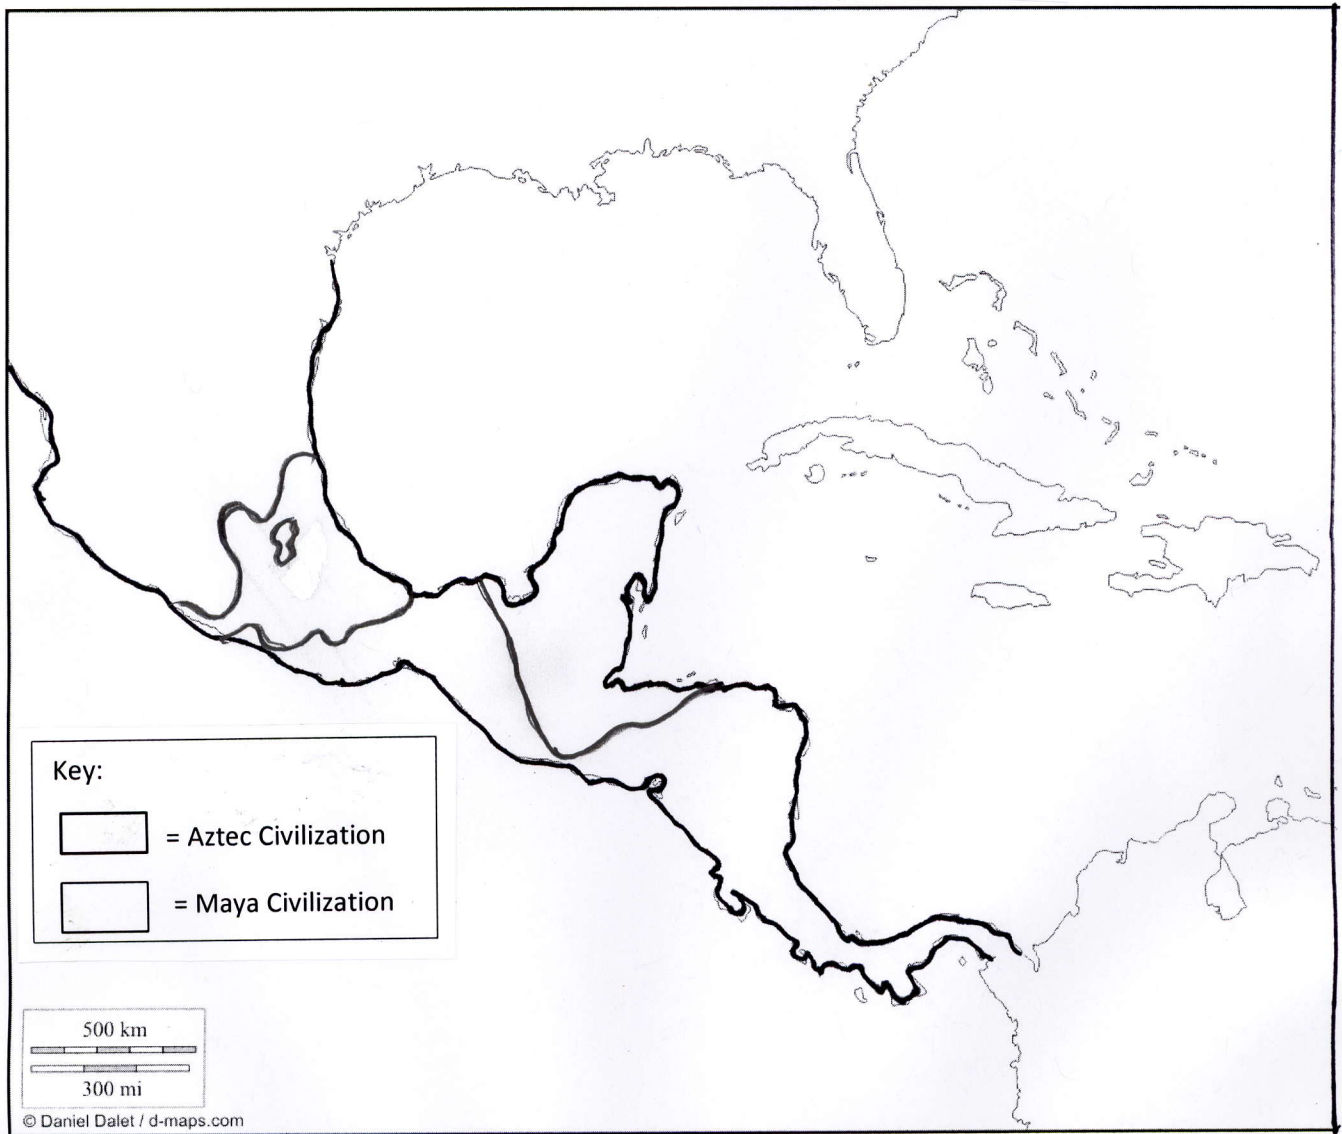 Key:
= Aztec Civilization
= Maya Civilization
500 km
300 mi
© Daniel Dalet / d-maps.com